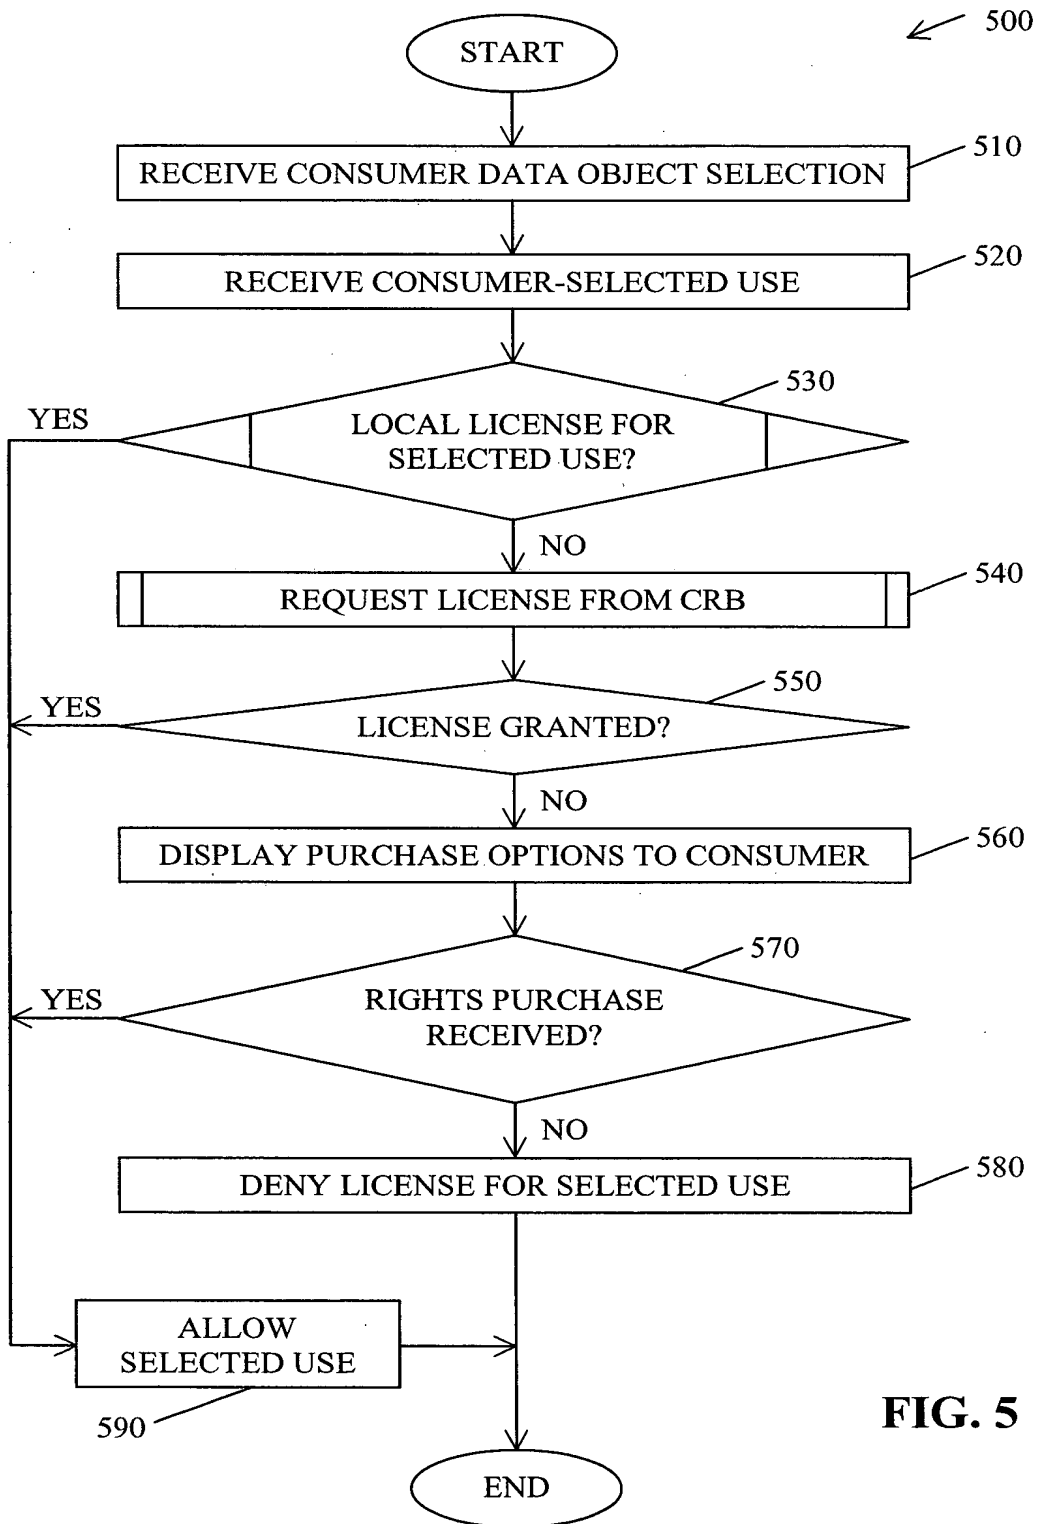 500
START
510
RECEIVE CONSUMER DATA OBJECT SELECTION
520
RECEIVE CONSUMER-SELECTED USE
530
YES
LOCAL LICENSE FOR
SELECTED USE?
NO
540
REQUEST LICENSE FROM CRB
550
YES
LICENSE GRANTED?
NO
560
DISPLAY PURCHASE OPTIONS TO CONSUMER
570
YES
RIGHTS PURCHASE
RECEIVED?
NO
580
DENY LICENSE FOR SELECTED USE
ALLOW
SELECTED USE
590
FIG. 5
END